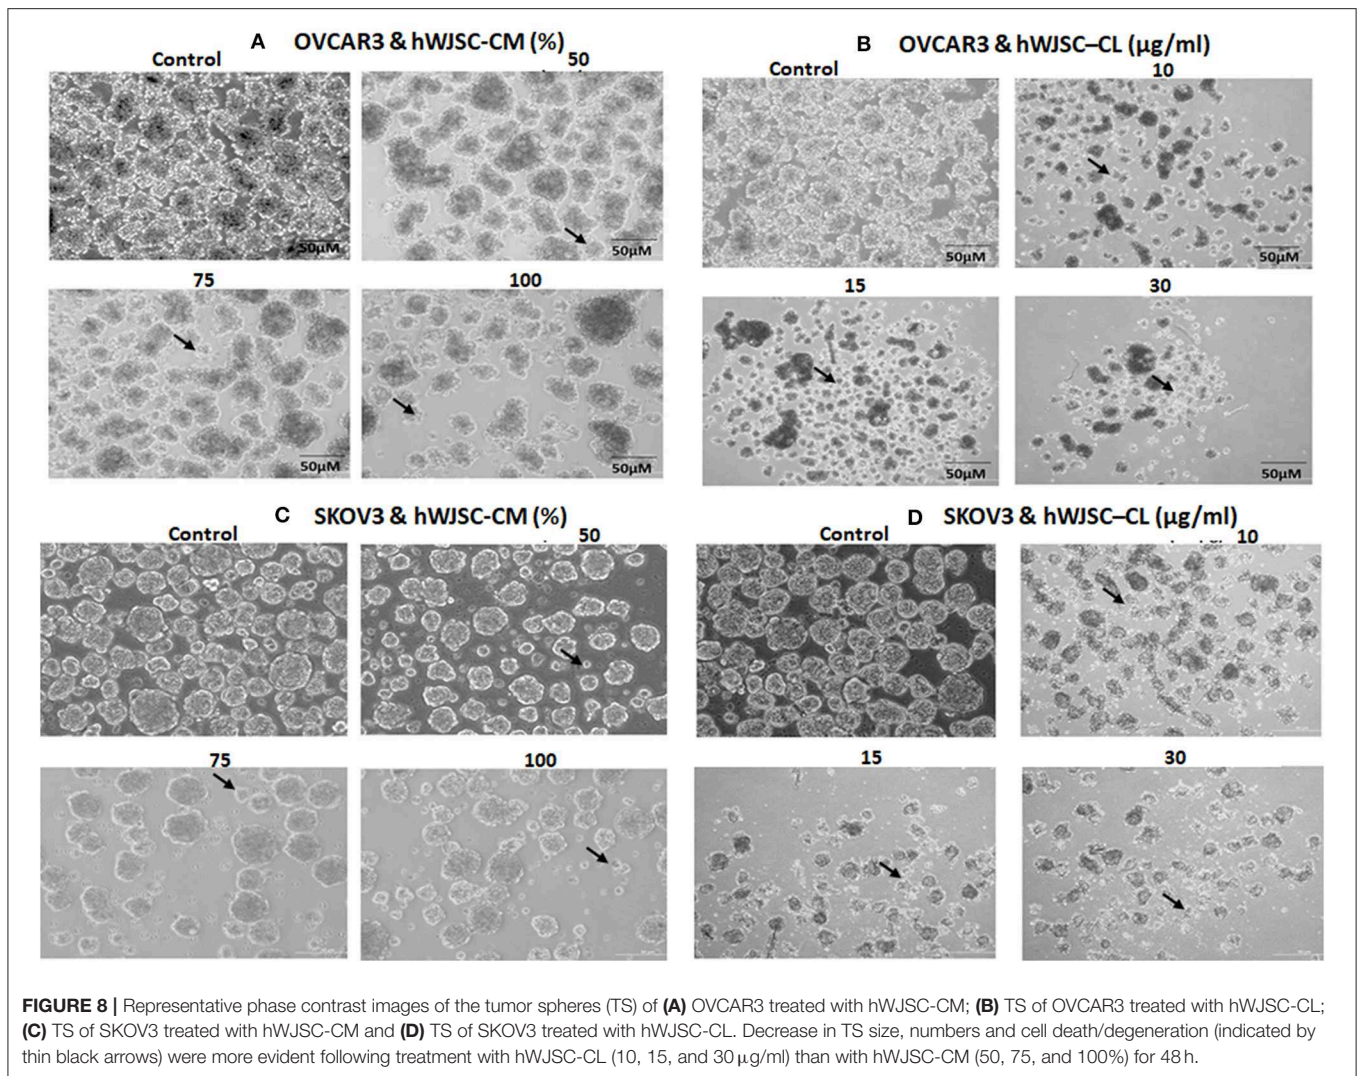 A OVCAR3 & hWJSC-CM (%)
Control
50
50µM
50µM
75
100
50µM
50µM
B OVCAR3 & hWJSC–CL (µg/ml)
Control
10
50µM
50µM
15
30
50µM
50µM
C SKOV3 & hWJSC-CM (%)
Control
50
75
100
D SKOV3 & hWJSC–CL (µg/ml)
Control
10
15
30
FIGURE 8 | Representative phase contrast images of the tumor spheres (TS) of (A) OVCAR3 treated with hWJSC-CM; (B) TS of OVCAR3 treated with hWJSC-CL;
(C) TS of SKOV3 treated with hWJSC-CM and (D) TS of SKOV3 treated with hWJSC-CL. Decrease in TS size, numbers and cell death/degeneration (indicated by
thin black arrows) were more evident following treatment with hWJSC-CL (10, 15, and 30 µg/ml) than with hWJSC-CM (50, 75, and 100%) for 48 h.